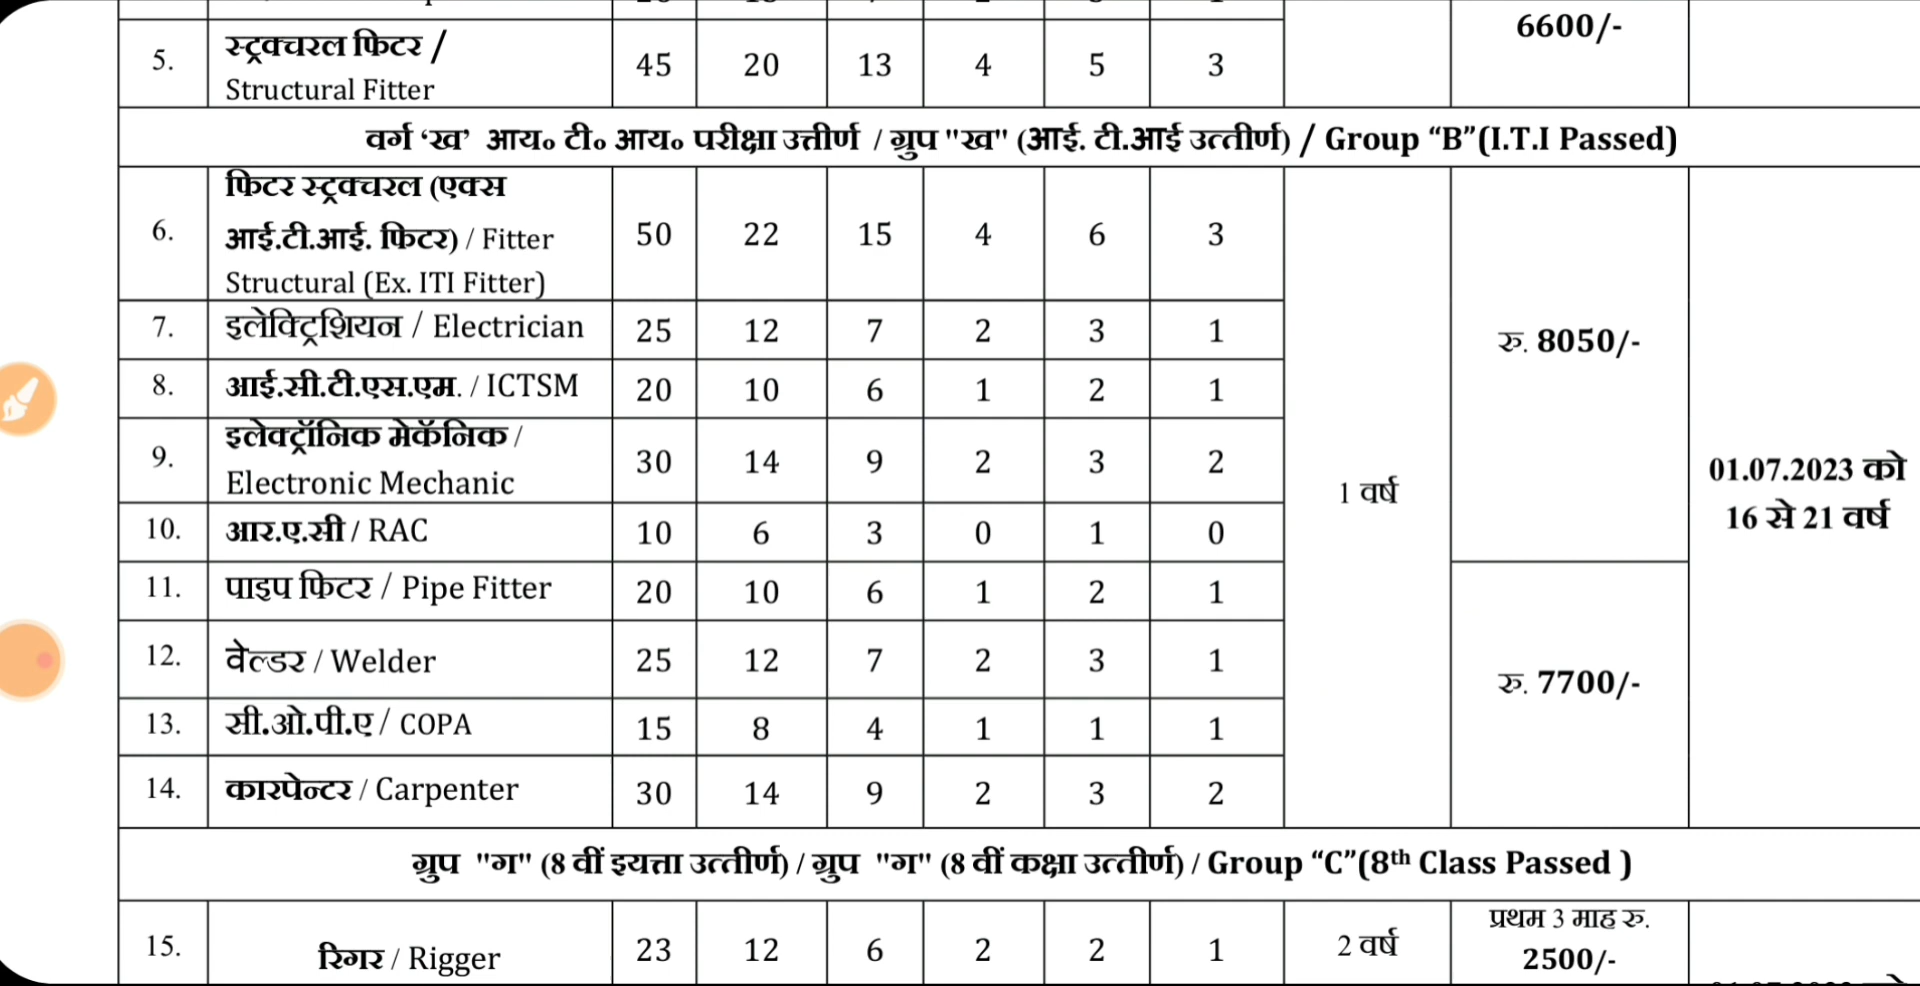 6600/-
5. स्ट्रक्चरल फिटर / Structural Fitter 45 20 13 4 5 3
वर्ग ‘ख’ आय० टी० आय० परीक्षा उत्तीर्ण / ग्रुप "ख" (आई. टी.आई उत्तीर्ण) / Group “B”(I.T.I Passed)
6. फिटर स्ट्रक्चरल (एक्स आई.टी.आई. फिटर) / Fitter Structural (Ex. ITI Fitter) 50 22 15 4 6 3
7. इलेक्ट्रिशियन / Electrician 25 12 7 2 3 1
रु. 8050/-
8. आई.सी.टी.एस.एम. / ICTSM 20 10 6 1 2 1
9. इलेक्ट्रॉनिक मेकॅनिक / Electronic Mechanic 30 14 9 2 3 2
1 वर्ष
01.07.2023 को
16 से 21 वर्ष
10. आर.ए.सी / RAC 10 6 3 0 1 0
11. पाइप फिटर / Pipe Fitter 20 10 6 1 2 1
12. वेल्डर / Welder 25 12 7 2 3 1
रु. 7700/-
13. सी.ओ.पी.ए / COPA 15 8 4 1 1 1
14. कारपेन्टर / Carpenter 30 14 9 2 3 2
ग्रुप "ग" (8 वीं इयत्ता उत्तीर्ण) / ग्रुप "ग" (8 वीं कक्षा उत्तीर्ण) / Group “C”(8th Class Passed )
15. रिगर / Rigger 23 12 6 2 2 1 2 वर्ष प्रथम 3 माह रु.
2500/-